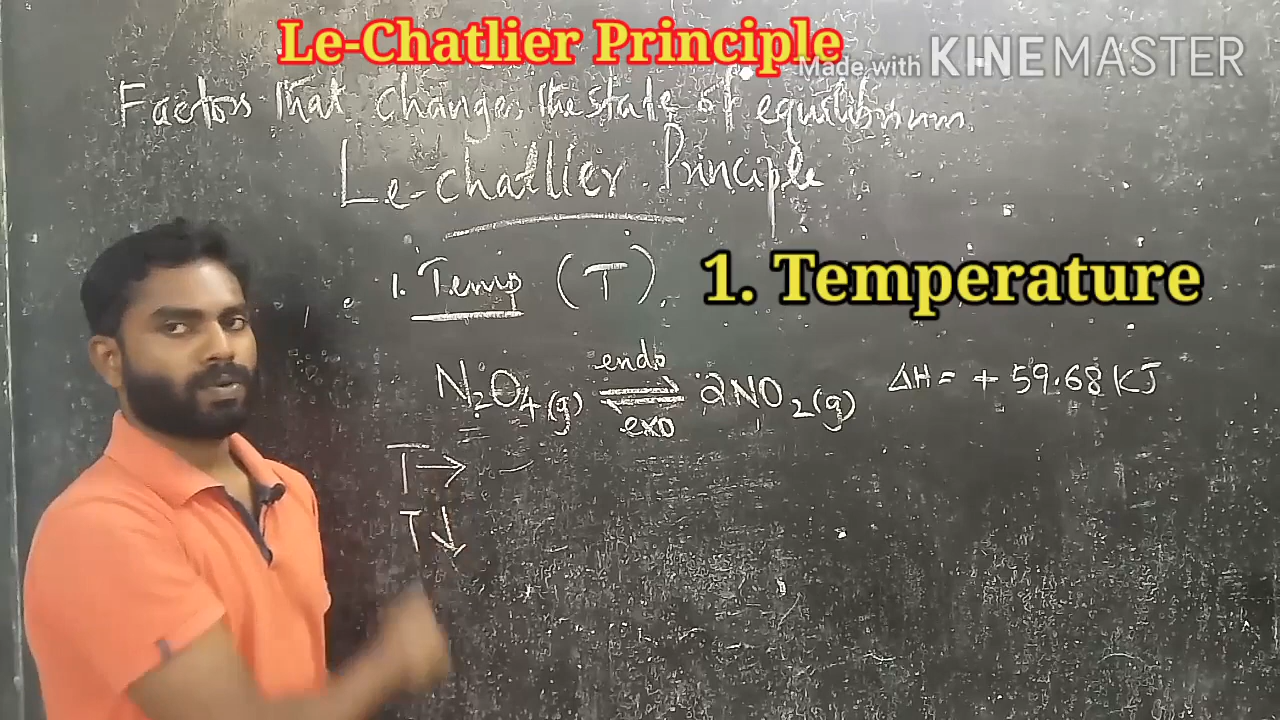 Le-Chatlier Principle
Made with KINEMASTER
Factors that changes the state of equilibrium.
Le-chatlier Principle
1. Temp (T)
1. Temperature
endo
N₂O₄(g) ⇌ 2NO₂(g) ΔH = + 59.68 KJ
exo
T →
T ↓